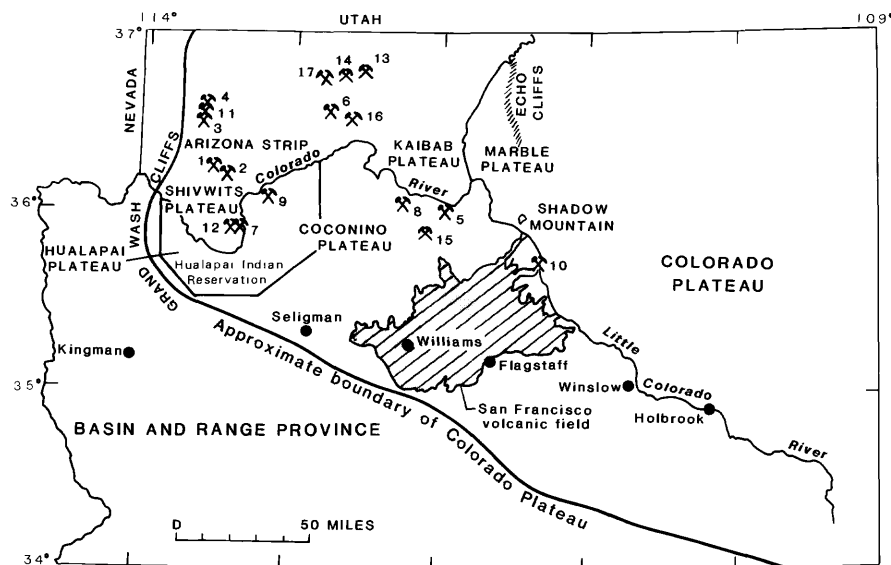 114°
UTAH
109°
37°
NEVADA
17
14
13
4
11
3
6
16
ECHO
CLIFFS
ARIZONA STRIP
KAIBAB
PLATEAU
MARBLE
PLATEAU
1
2
Colorado
River
CLIFFS
SHIVWITS
PLATEAU
9
36°
8
5
WASH
12
7
COCONINO
PLATEAU
15
SHADOW
MOUNTAIN
HUALAPAI
PLATEAU
Hualapai Indian
Reservation
10
COLORADO
PLATEAU
GRAND
Seligman
Approximate boundary of Colorado Plateau
Williams
Little
Kingman
Flagstaff
35°
Winslow
Colorado
San Francisco
volcanic field
Holbrook
BASIN AND RANGE PROVINCE
River
0 50 MILES
34°